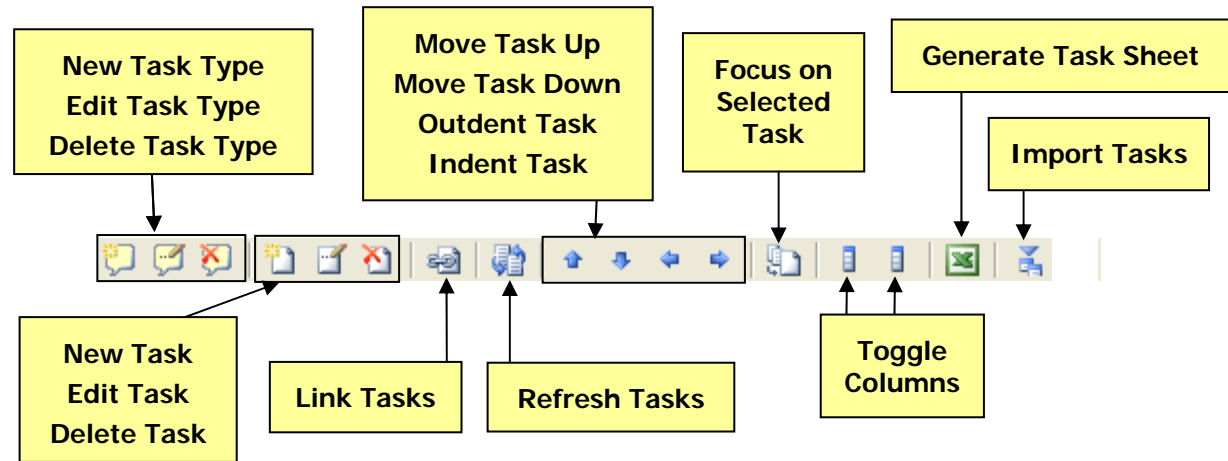 New Task Type
Edit Task Type
Delete Task Type
Move Task Up
Move Task Down
Outdent Task
Indent Task
Focus on
Selected
Task
Generate Task Sheet
Import Tasks
New Task
Edit Task
Delete Task
Link Tasks
Refresh Tasks
Toggle
Columns